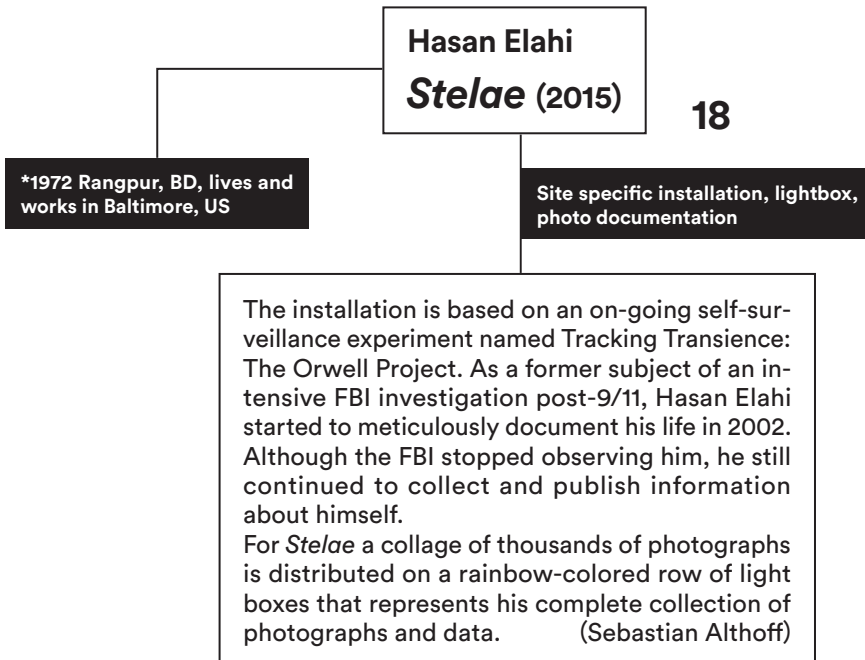 Hasan Elahi
Stelae (2015)
18
*1972 Rangpur, BD, lives and
works in Baltimore, US
Site specific installation, lightbox,
photo documentation
The installation is based on an on-going self-sur-
veillance experiment named Tracking Transience:
The Orwell Project. As a former subject of an in-
tensive FBI investigation post-9/11, Hasan Elahi
started to meticulously document his life in 2002.
Although the FBI stopped observing him, he still
continued to collect and publish information
about himself.
For Stelae a collage of thousands of photographs
is distributed on a rainbow-colored row of light
boxes that represents his complete collection of
photographs and data. (Sebastian Althoff)